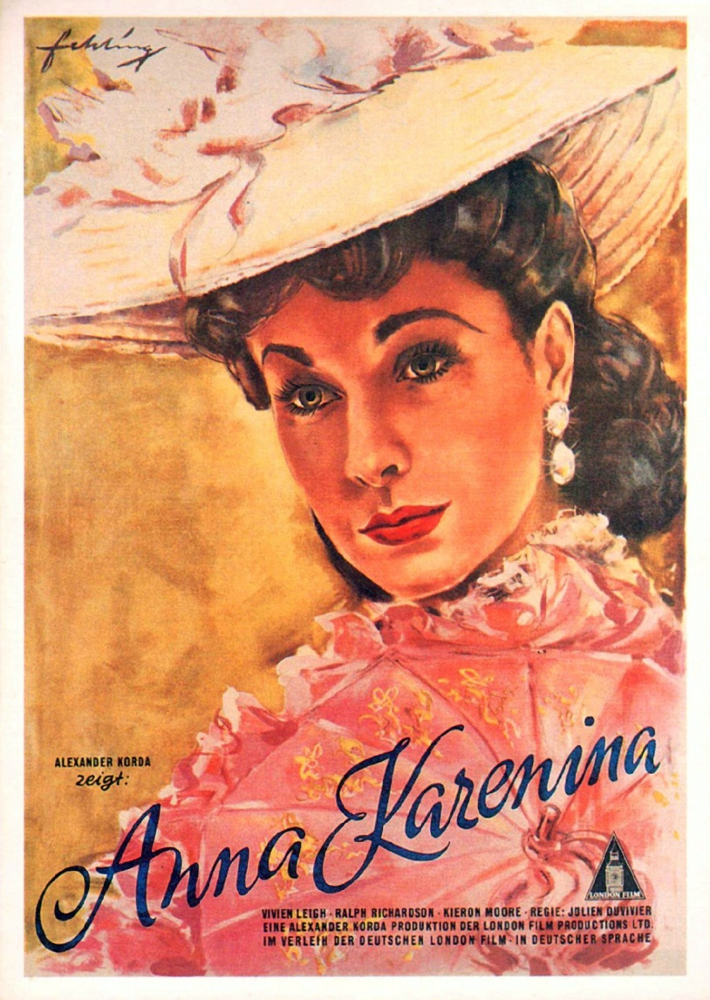 fehling
ALEXANDER KORDA
zeigt:
Anna Karenina
LONDON FILM
VIVIEN LEIGH · RALPH RICHARDSON · KIERON MOORE · REGIE: JULIEN DUVIVIER
EINE ALEXANDER KORDA PRODUKTION DER LONDON FILM PRODUCTIONS LTD.
IM VERLEIH DER DEUTSCHEN LONDON FILM · IN DEUTSCHER SPRACHE